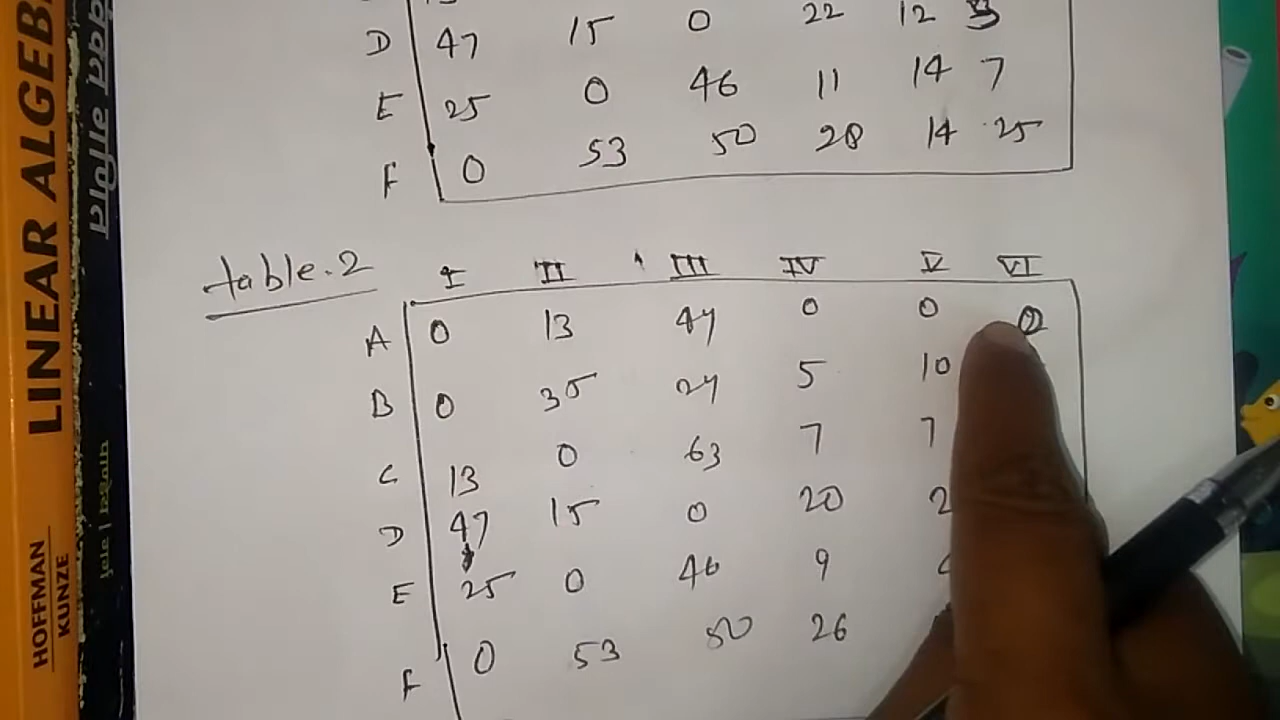 D 47 15 0 22 12
E 25 0 46 11 14 7
F 0 53 50 28 14 25
table.2 I II III IV V VI
A 0 13 47 0 0
B 0 35 27 5 10
C 13 0 63 7 7
D 47 15 0 20 2
E 25 0 46 9
F 0 53 50 26
LINEAR ALGEB
HOFFMAN
KUNZE